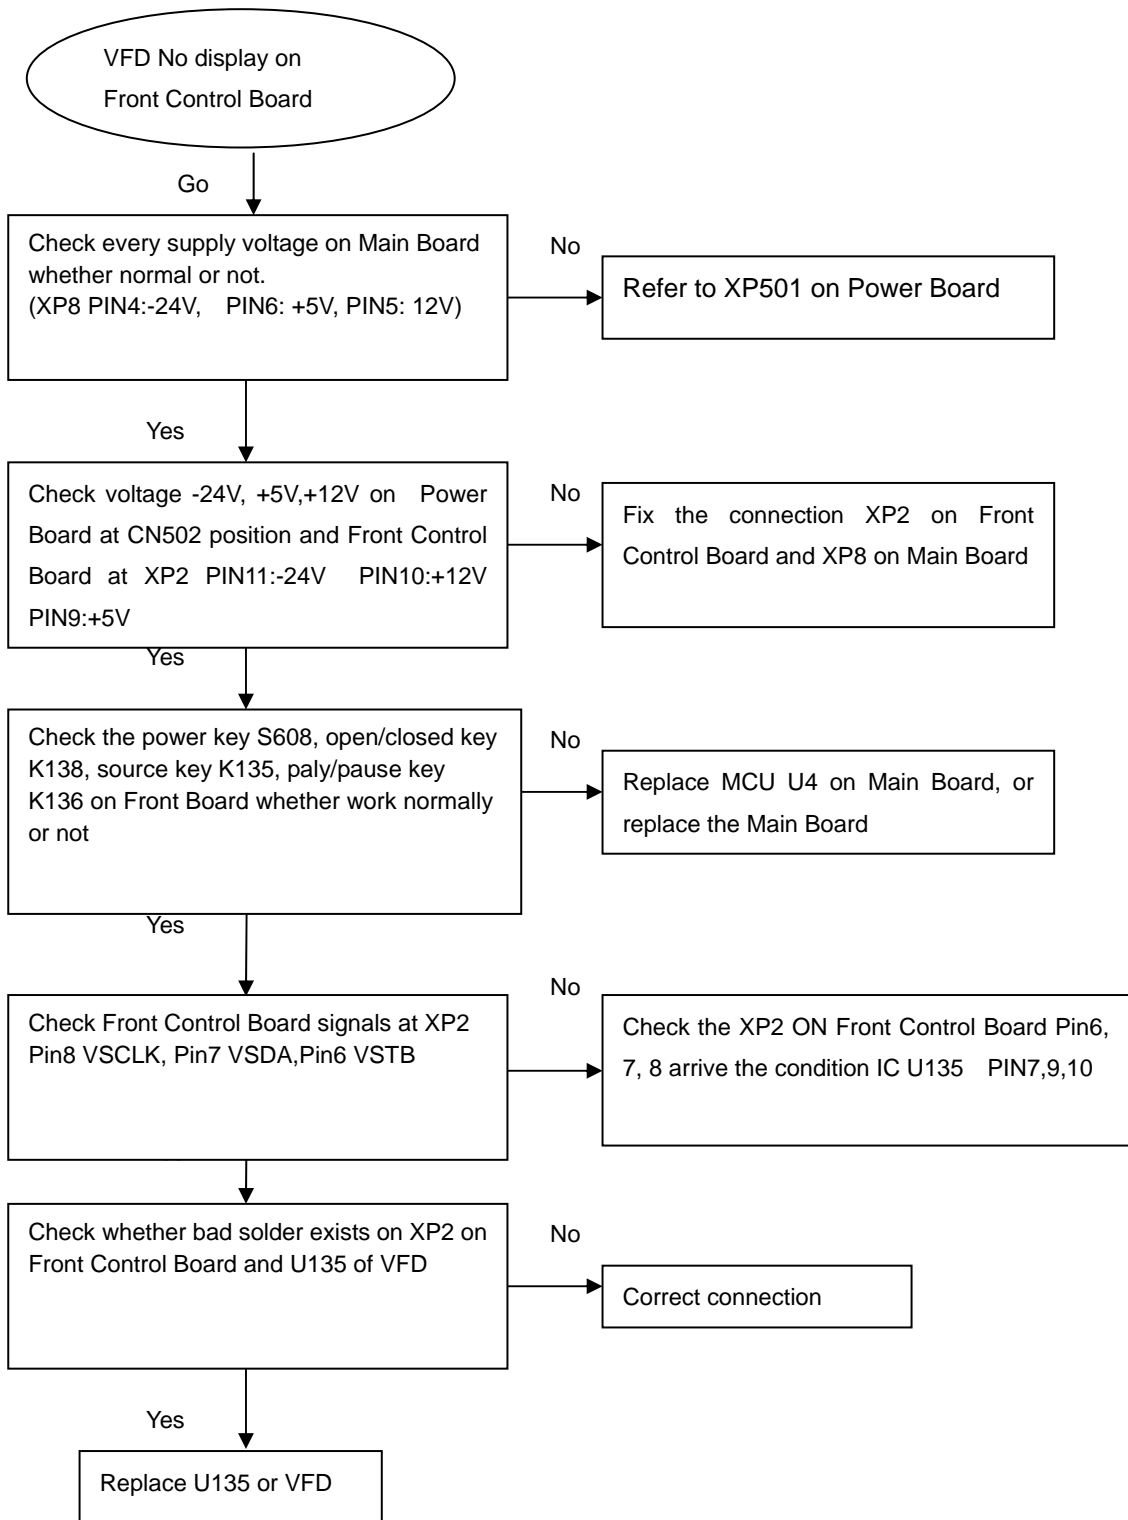 VFD No display on
Front Control Board
Go
Check every supply voltage on Main Board
whether normal or not.
(XP8 PIN4:-24V, PIN6: +5V, PIN5: 12V)
No
Refer to XP501 on Power Board
Yes
Check voltage -24V, +5V,+12V on Power
Board at CN502 position and Front Control
Board at XP2 PIN11:-24V PIN10:+12V
PIN9:+5V
No
Fix the connection XP2 on Front
Control Board and XP8 on Main Board
Yes
Check the power key S608, open/closed key
K138, source key K135, paly/pause key
K136 on Front Board whether work normally
or not
No
Replace MCU U4 on Main Board, or
replace the Main Board
Yes
Check Front Control Board signals at XP2
Pin8 VSCLK, Pin7 VSDA,Pin6 VSTB
No
Check the XP2 ON Front Control Board Pin6,
7, 8 arrive the condition IC U135 PIN7,9,10
Check whether bad solder exists on XP2 on
Front Control Board and U135 of VFD
No
Correct connection
Yes
Replace U135 or VFD